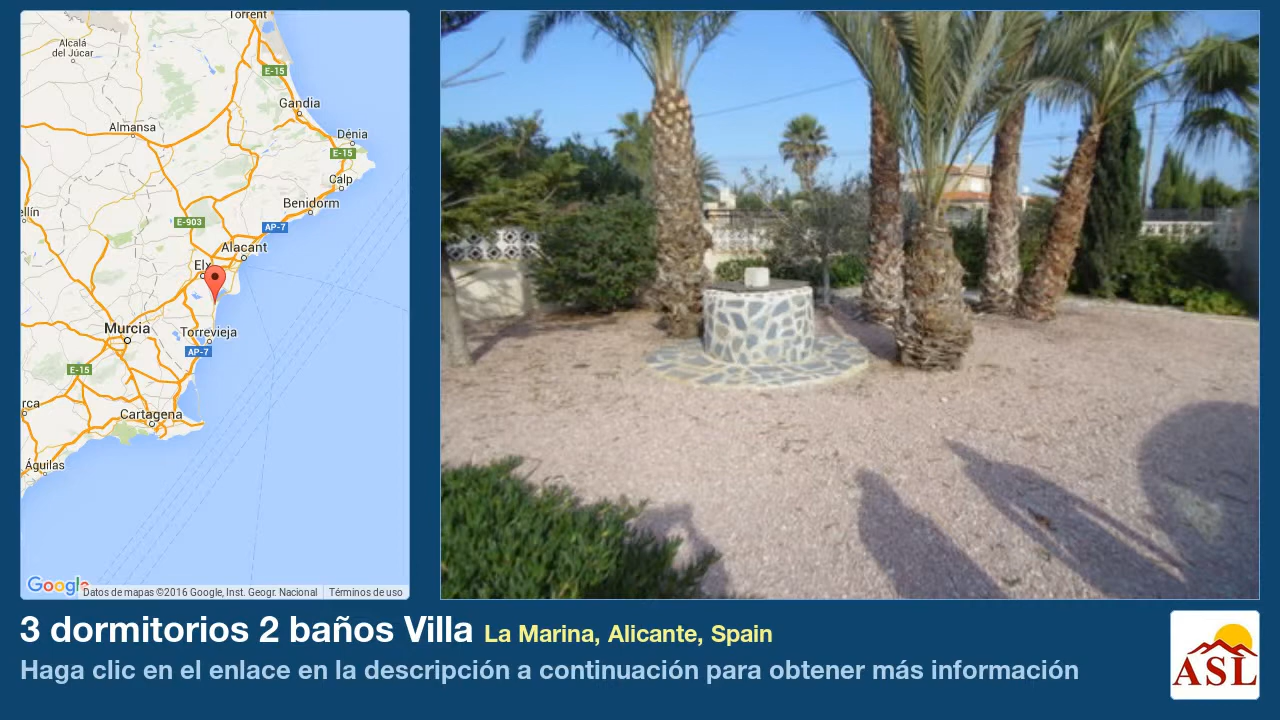 Torrent
Alcalá
del Júcar
E-15
Gandia
Almansa
Dénia
E-15
Calp
Benidorm
ellín
E-903
AP-7
Alacant
Elx
Murcia
Torrevieja
AP-7
E-15
rca
Cartagena
Águilas
Google
Datos de mapas ©2016 Google, Inst. Geogr. Nacional
Términos de uso
3 dormitorios 2 baños Villa La Marina, Alicante, Spain
Haga clic en el enlace en la descripción a continuación para obtener más información
ASL